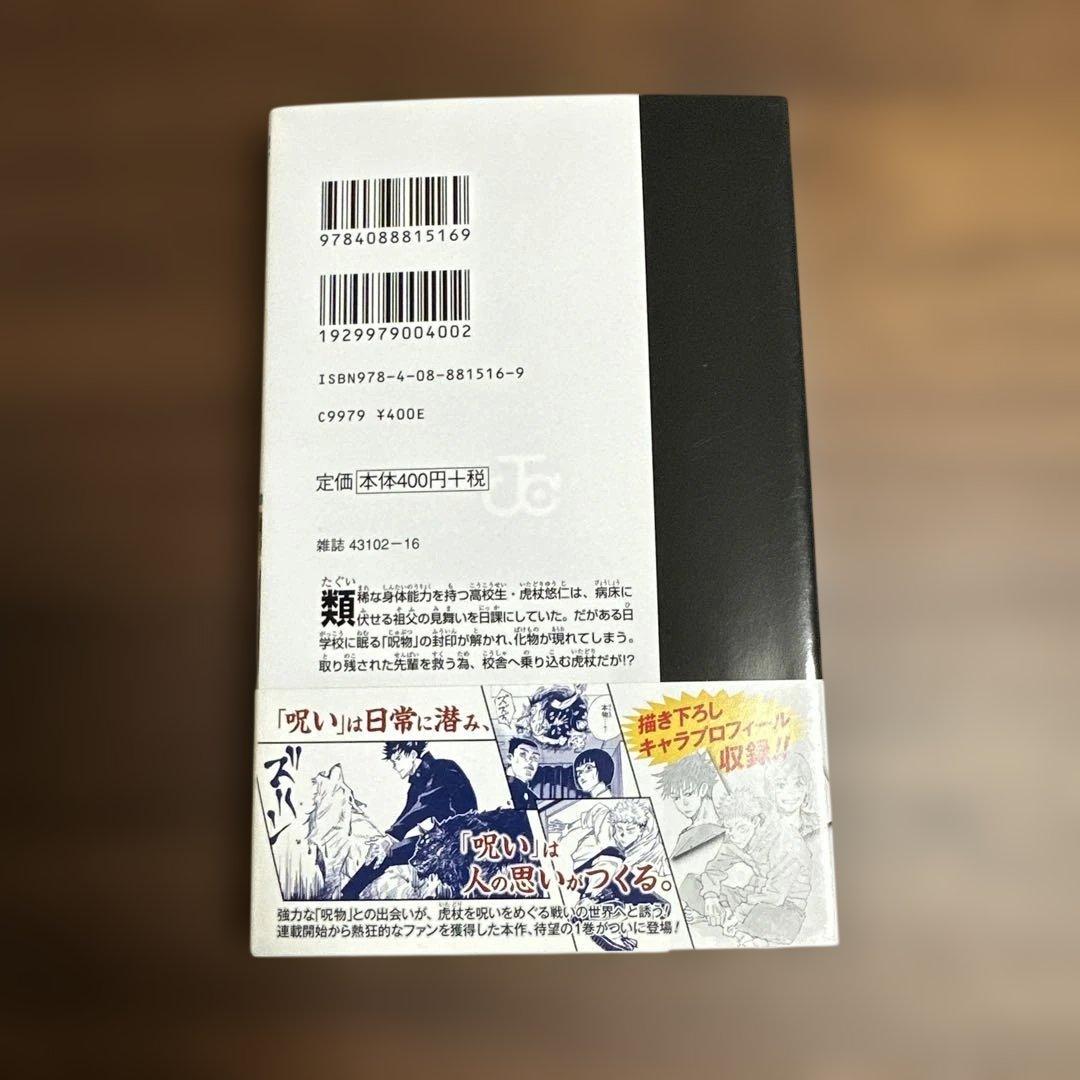 9784088815169
1929979004002
ISBN978-4-08-881516-9
C9979 ¥400E
定価 本体400円+税
JC
雑誌 43102-16
類稀な身体能力を持つ高校生・虎杖悠仁は、病床に
伏せる祖父の見舞いを日課にしていた。だがある日
学校に眠る「呪物」の封印が解かれ、化物が現れてしまう。
取り残された先輩を救う為、校舎へ乗り込む虎杖だが!?
「呪い」は日常に潜み、
描き下ろし
キャラプロフィール
収録!!
本物…!
「呪い」は
人の思いがつくる。
強力な「呪物」との出会いが、虎杖を呪いをめぐる戦いの世界へと誘う!
連載開始から熱狂的なファンを獲得した本作、待望の1巻がついに登場!